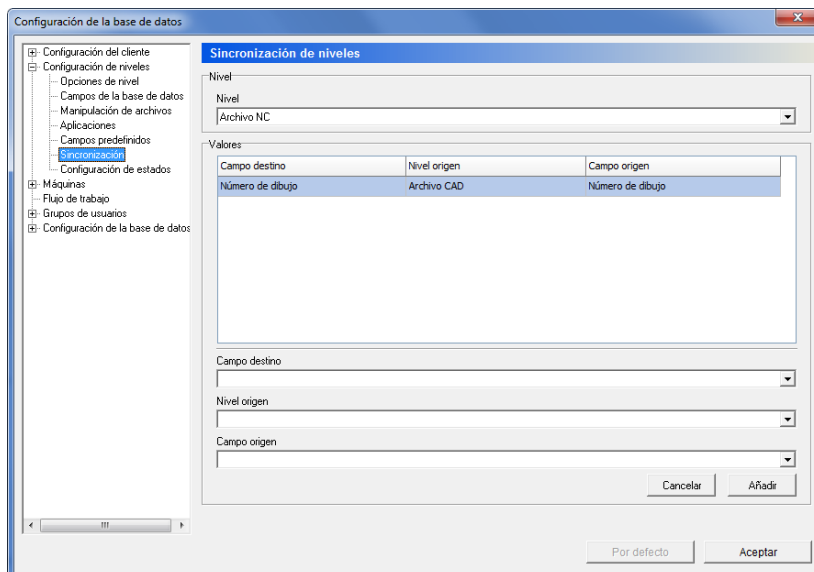 Configuración de la base de datos
Configuración del cliente
Configuración de niveles
Opciones de nivel
Campos de la base de datos
Manipulación de archivos
Aplicaciones
Campos predefinidos
Sincronización
Configuración de estados
Máquinas
Flujo de trabajo
Grupos de usuarios
Configuración de la base de datos
Sincronización de niveles
Nivel
Nivel
Archivo NC
Valores
Campo destino Nivel origen Campo origen
Número de dibujo Archivo CAD Número de dibujo
Campo destino
Nivel origen
Campo origen
Cancelar Añadir
Por defecto Aceptar